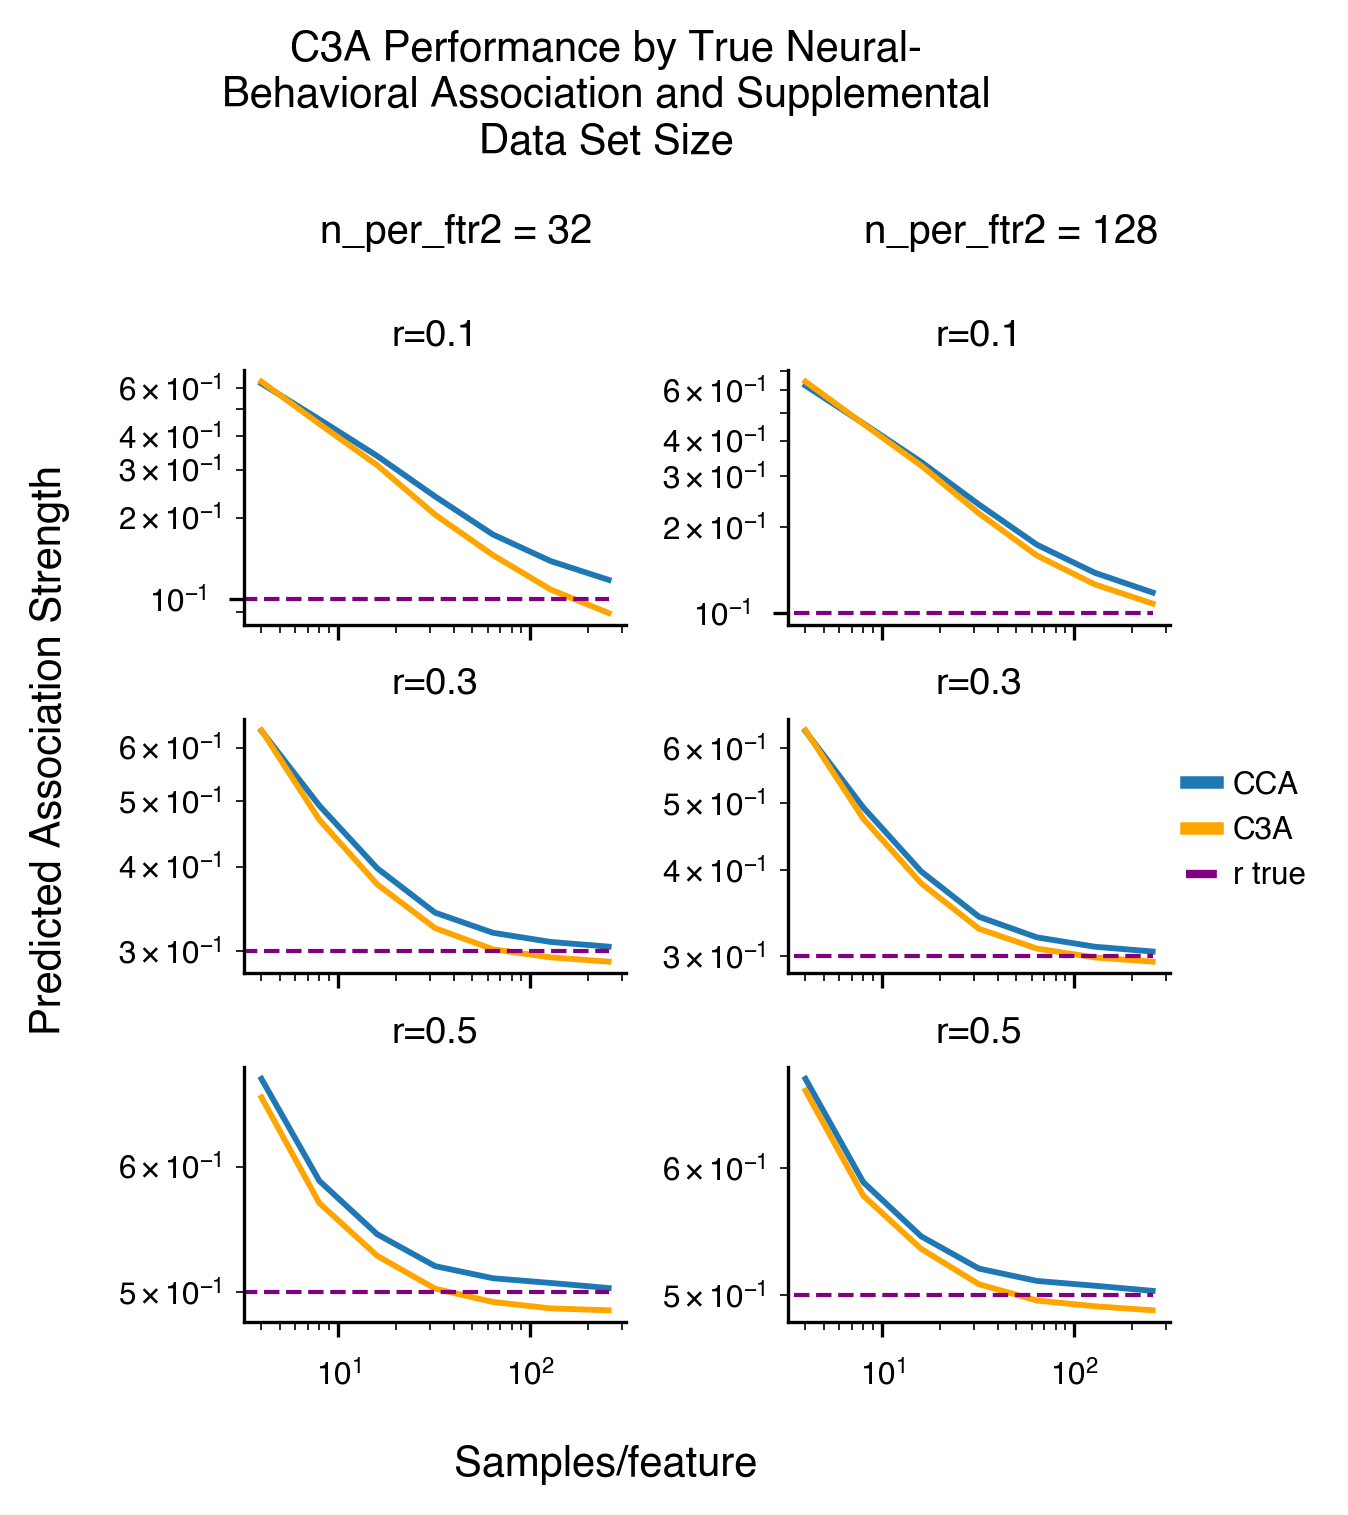 C3A Performance by True Neural-
Behavioral Association and Supplemental
Data Set Size
n_per_ftr2 = 32
n_per_ftr2 = 128
r=0.1
r=0.1
6×10⁻¹
4×10⁻¹
3×10⁻¹
2×10⁻¹
10⁻¹
6×10⁻¹
4×10⁻¹
3×10⁻¹
2×10⁻¹
10⁻¹
Predicted Association Strength
r=0.3
r=0.3
6×10⁻¹
5×10⁻¹
4×10⁻¹
3×10⁻¹
6×10⁻¹
5×10⁻¹
4×10⁻¹
3×10⁻¹
CCA
C3A
r true
r=0.5
r=0.5
6×10⁻¹
5×10⁻¹
6×10⁻¹
5×10⁻¹
10¹ 10²
10¹ 10²
Samples/feature